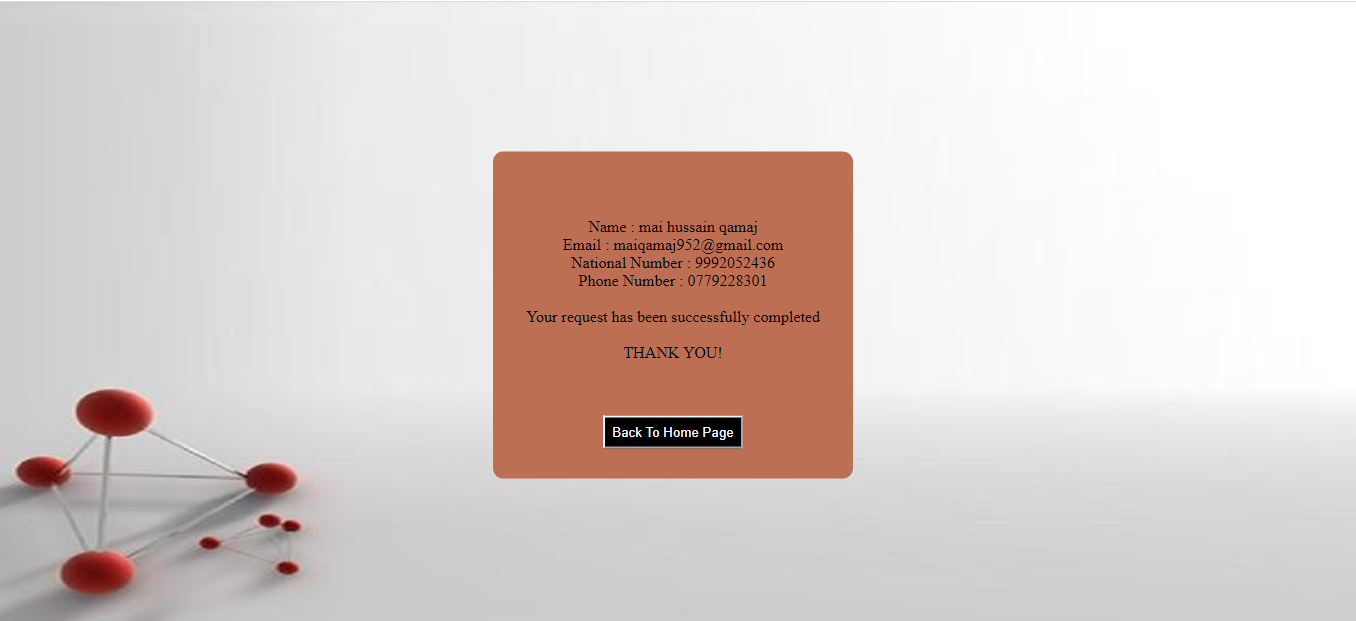 Name : mai hussain qamaj
Email : maiqamaj952@gmail.com
National Number : 9992052436
Phone Number : 0779228301
Your request has been successfully completed
THANK YOU!
Back To Home Page